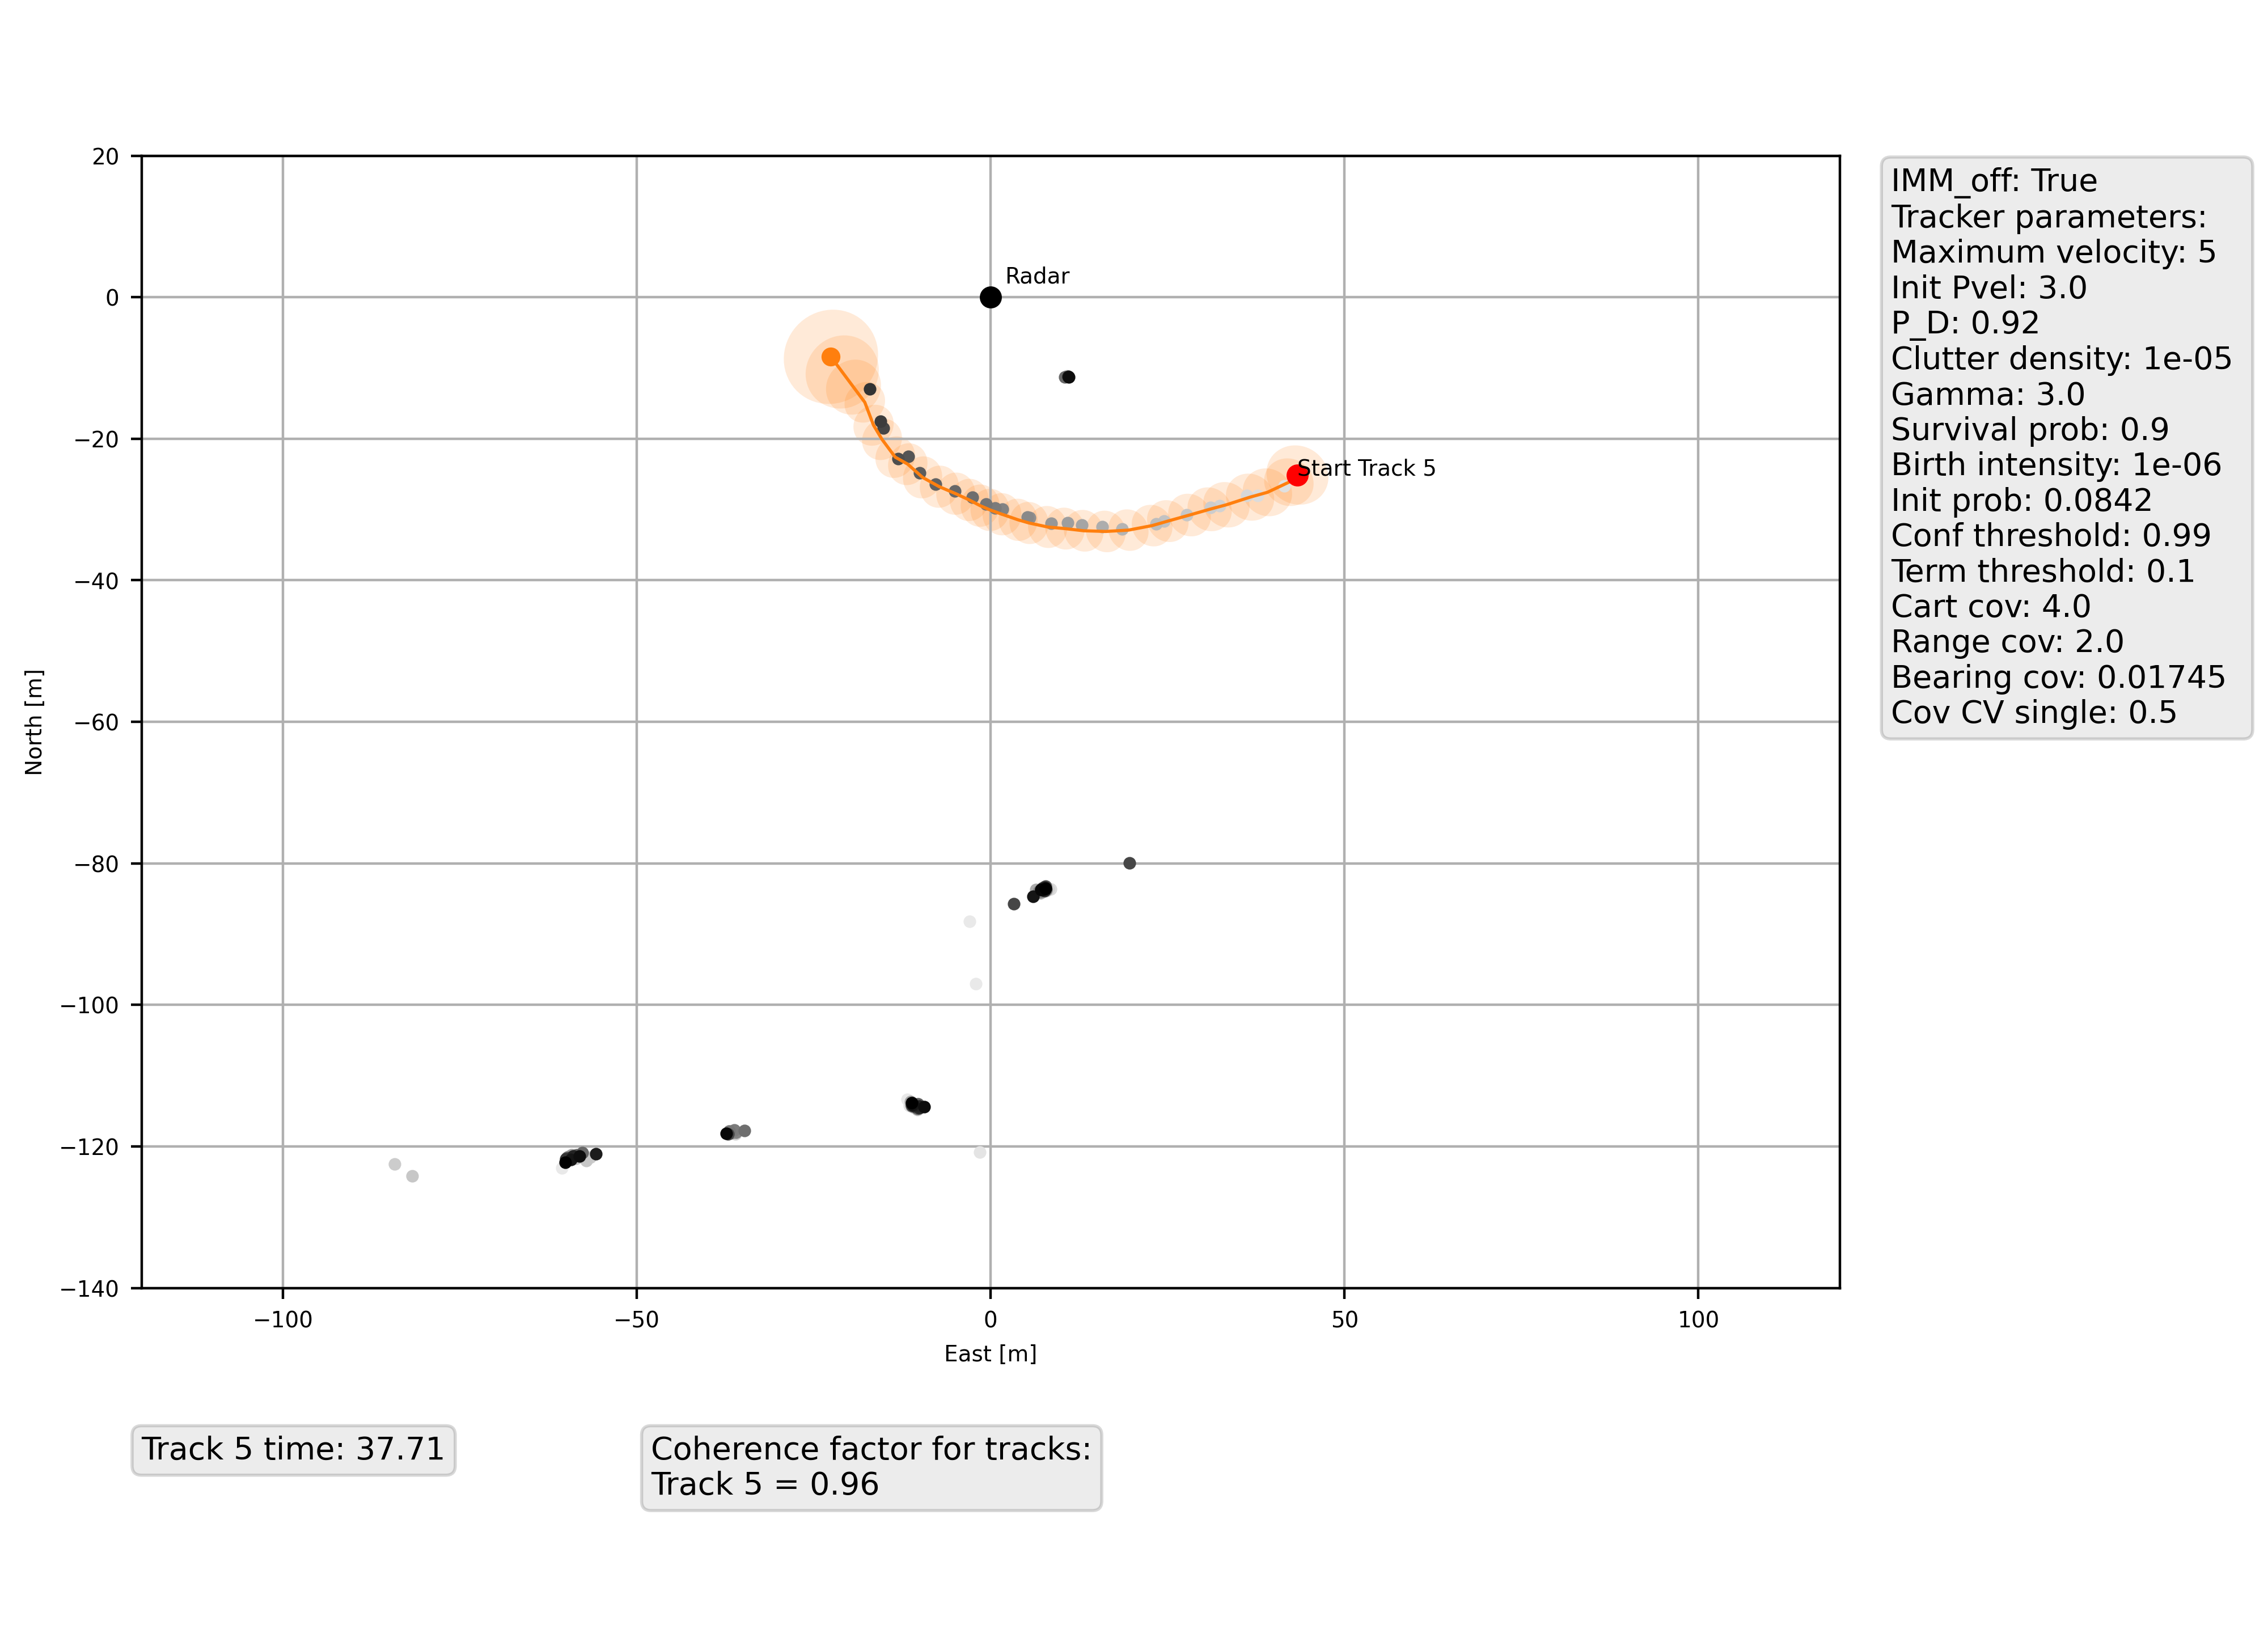 20
0
−20
−40
−60
−80
−100
−120
−140
North [m]
−100
−50
0
50
100
East [m]
Radar
Start Track 5
IMM_off: True
Tracker parameters:
Maximum velocity: 5
Init Pvel: 3.0
P_D: 0.92
Clutter density: 1e-05
Gamma: 3.0
Survival prob: 0.9
Birth intensity: 1e-06
Init prob: 0.0842
Conf threshold: 0.99
Term threshold: 0.1
Cart cov: 4.0
Range cov: 2.0
Bearing cov: 0.01745
Cov CV single: 0.5
Track 5 time: 37.71
Coherence factor for tracks:
Track 5 = 0.96